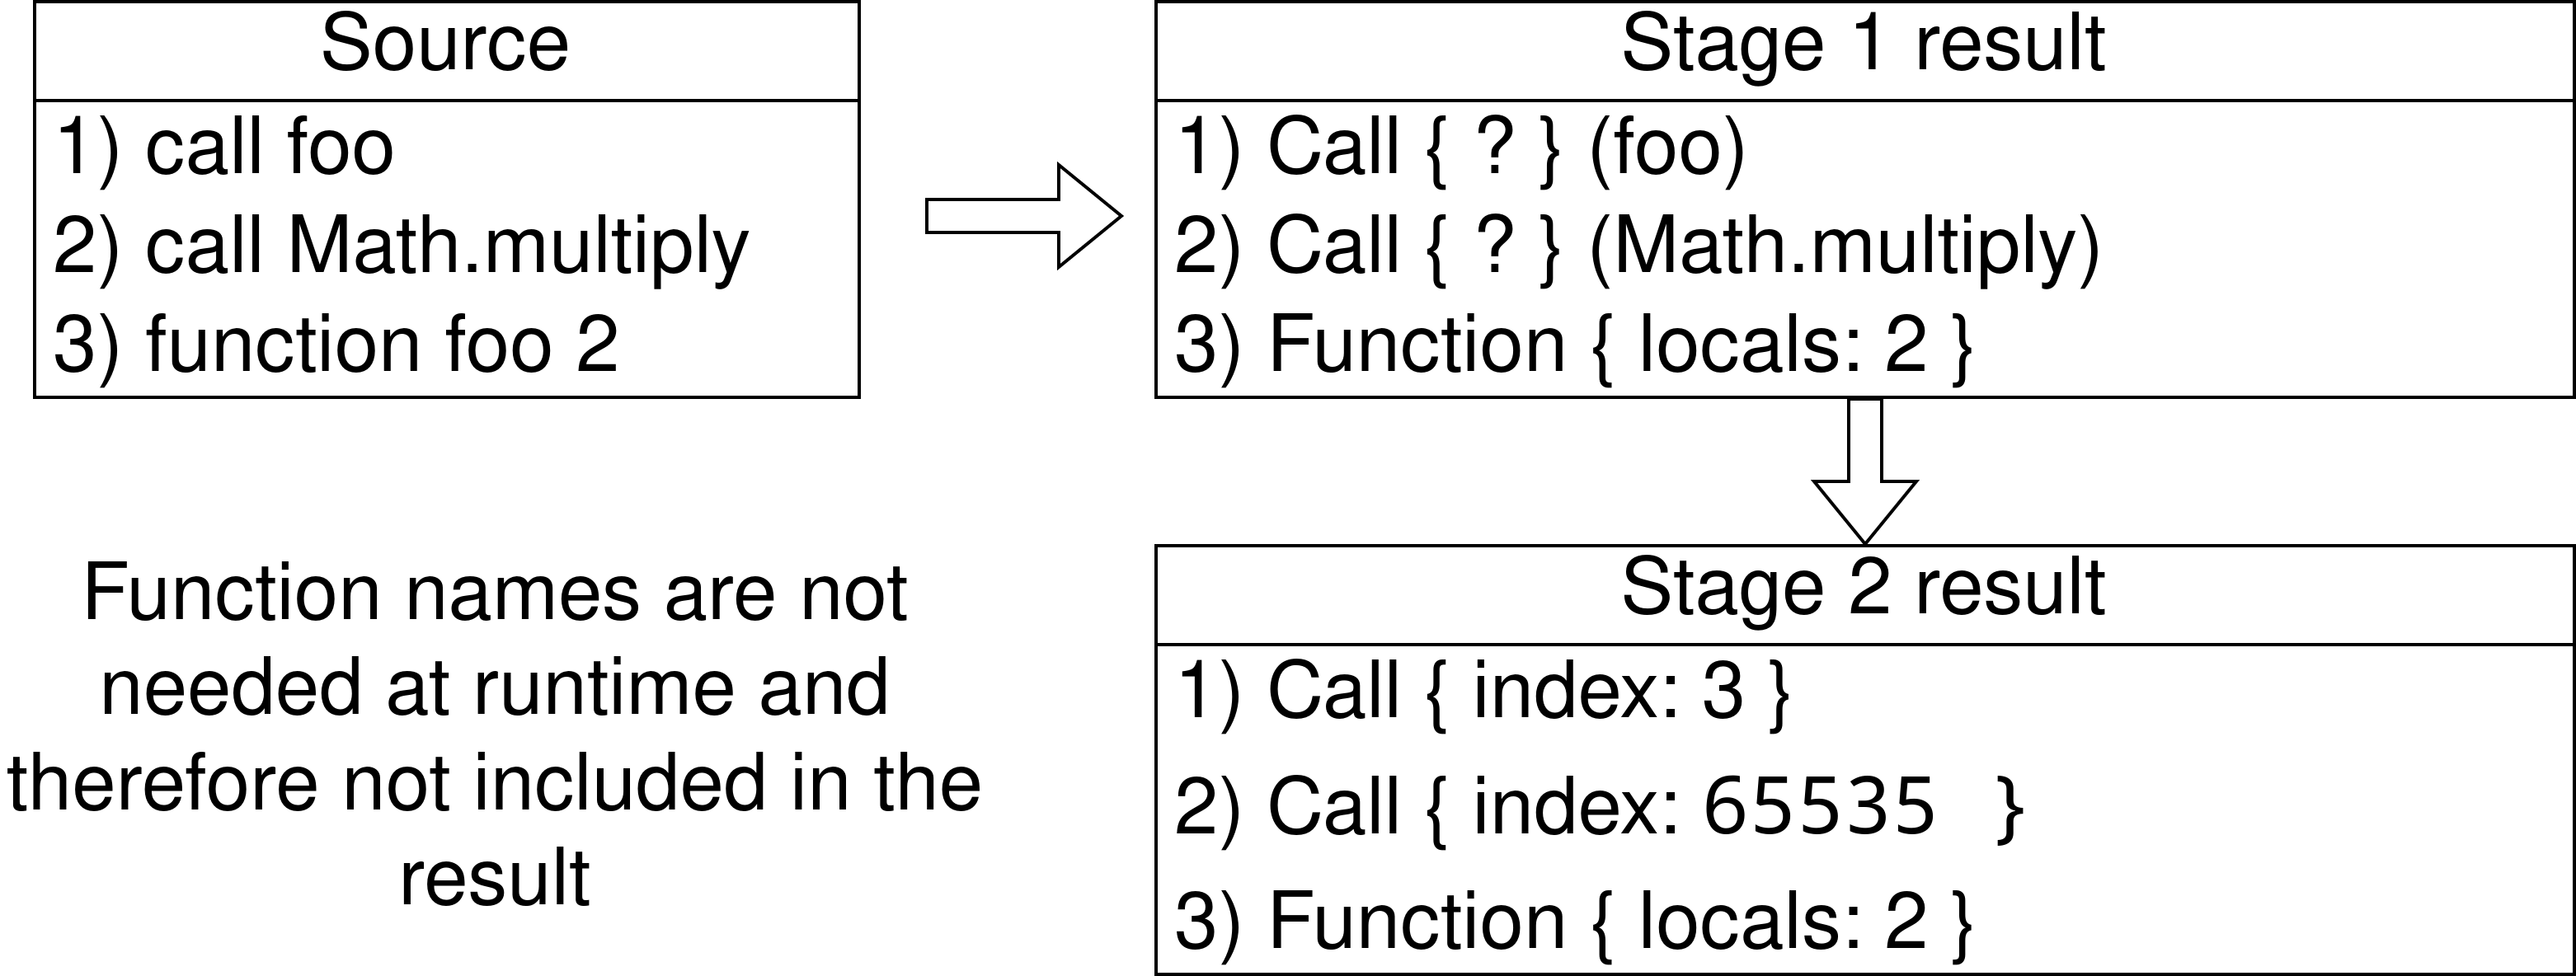 Source
1) call foo
2) call Math.multiply
3) function foo 2
Stage 1 result
1) Call { ? } (foo)
2) Call { ? } (Math.multiply)
3) Function { locals: 2 }
Function names are not
needed at runtime and
therefore not included in the
result
Stage 2 result
1) Call { index: 3 }
2) Call { index: 65535 }
3) Function { locals: 2 }